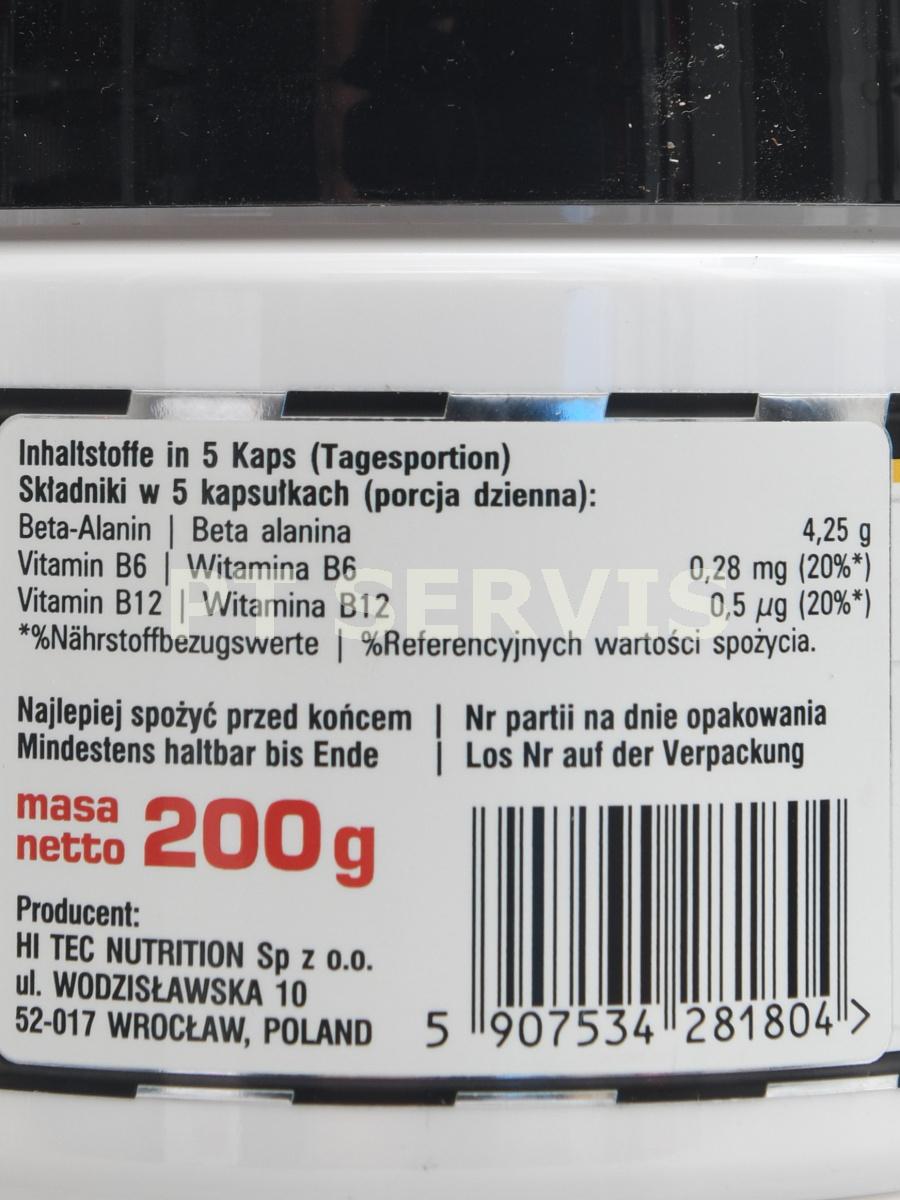 Inhaltstoffe in 5 Kaps (Tagesportion)
Składniki w 5 kapsułkach (porcja dzienna):
Beta-Alanin | Beta alanina 4,25 g
Vitamin B6 | Witamina B6 0,28 mg (20%*)
Vitamin B12 | Witamina B12 0,5 µg (20%*)
PT SERVIS
*%Nährstoffbezugswerte | %Referencyjnych wartości spożycia.
Najlepiej spożyć przed końcem | Nr partii na dnie opakowania
Mindestens haltbar bis Ende | Los Nr auf der Verpackung
masa
netto 200g
Producent:
HI TEC NUTRITION Sp z o.o.
ul. WODZISŁAWSKA 10
52-017 WROCŁAW, POLAND
5 907534 281804 >